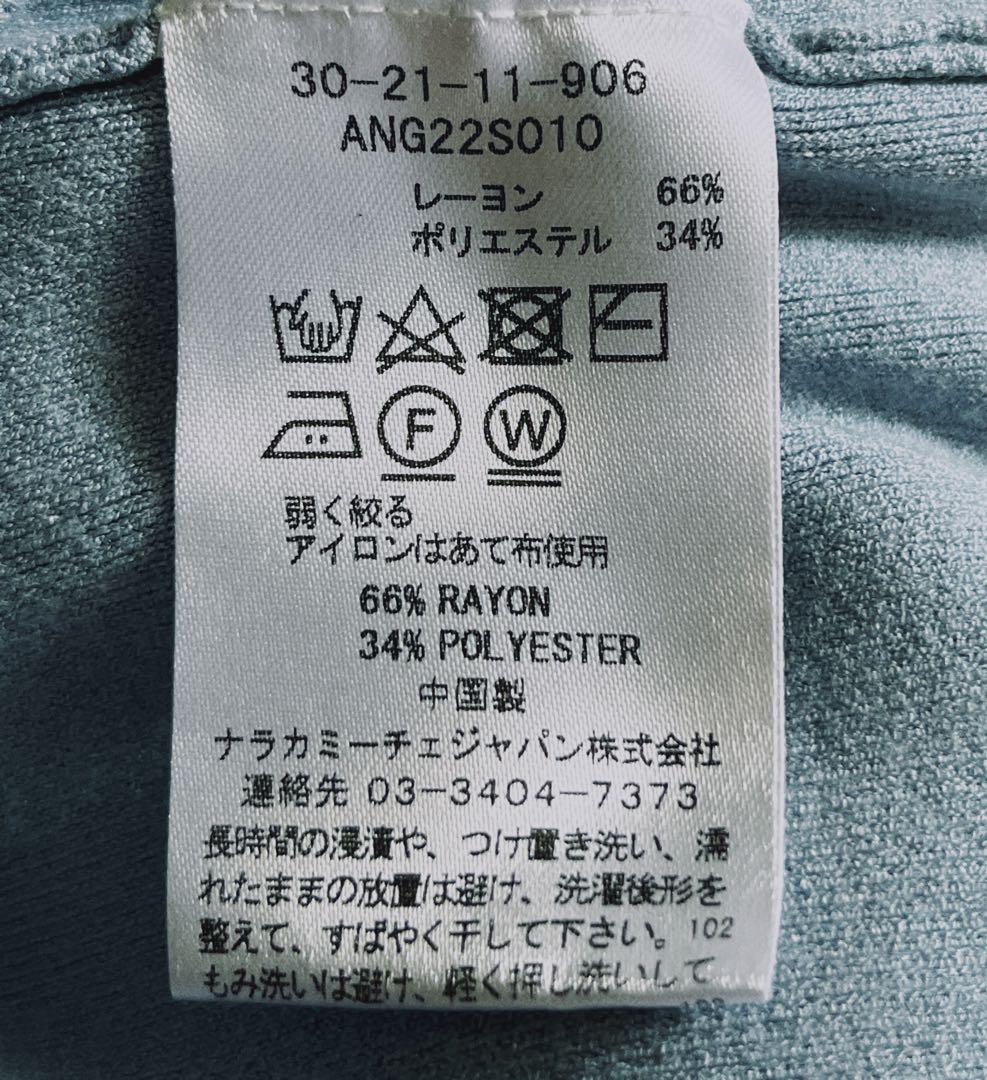 30-21-11-906
ANG22S010
レーヨン 66%
ポリエステル 34%
F W
弱く絞る
アイロンはあて布使用
66% RAYON
34% POLYESTER
中国製
ナラカミーチェジャパン株式会社
連絡先 03-3404-7373
長時間の浸漬や、つけ置き洗い、濡
れたままの放置は避け、洗濯後形を
整えて、すばやく干して下さい。102
もみ洗いは避け、軽く押し洗いして